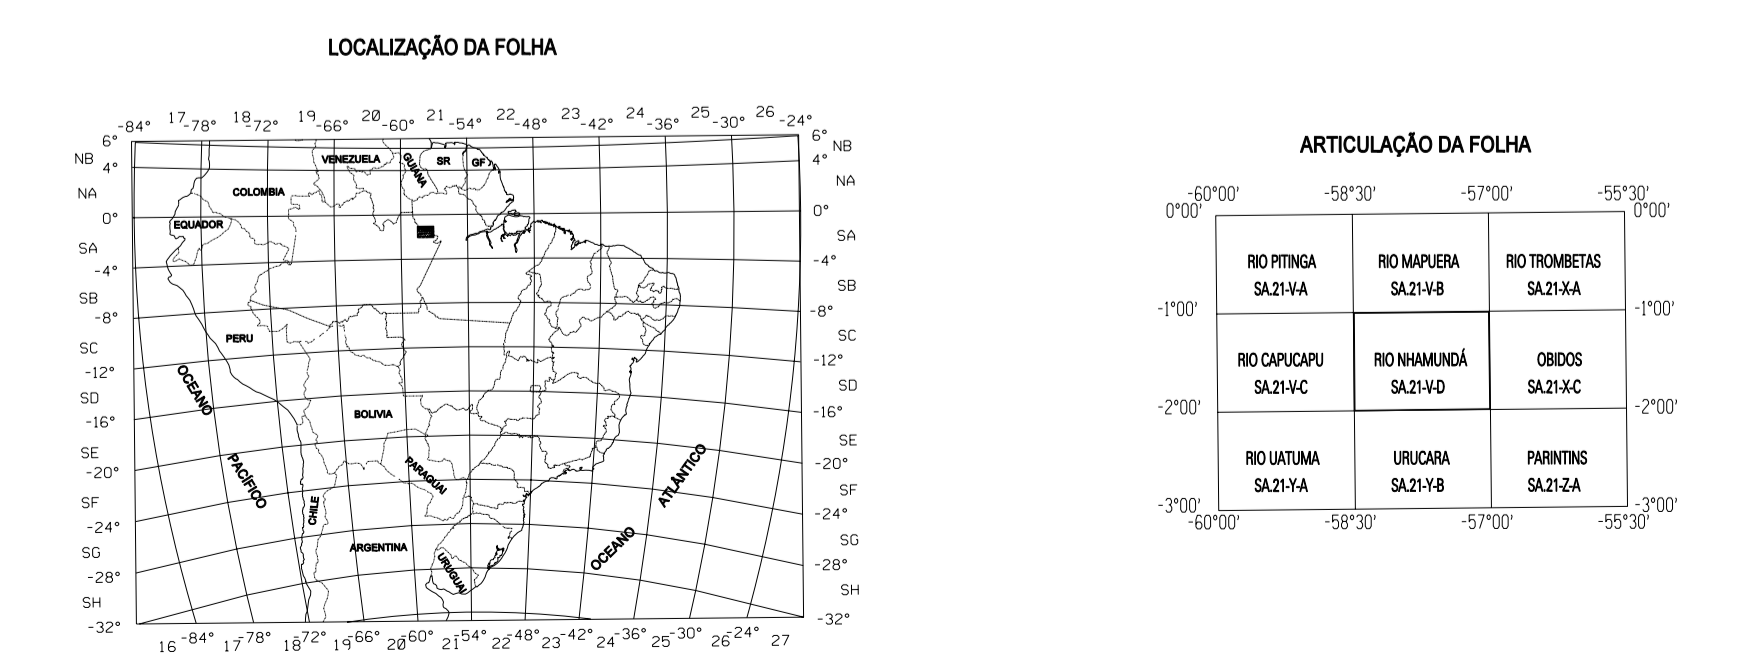 LOCALIZAÇÃO DA FOLHA
17 18 19 20 21 22 23 24 25 26
-84° -78° -72° -66° -60° -54° -48° -42° -36° -30° -24°
6° 6°
NB NB
4° 4°
NA NA
0° 0°
SA SA
-4° -4°
SB SB
-8° -8°
SC SC
-12° -12°
SD SD
-16° -16°
SE SE
-20° -20°
SF SF
-24° -24°
SG SG
-28° -28°
SH SH
-32° -32°
16 -84° 17 -78° 18 -72° 19 -66° 20 -60° 21 -54° 22 -48° 23 -42° 24 -36° 25 -30° 26 -24° 27
VENEZUELA
GUIANA
SR
GF
COLOMBIA
EQUADOR
PERU
OCEANO
PACÍFICO
BOLIVIA
PARAGUAI
CHILE
ARGENTINA
URUGUAI
OCEANO
ATLÂNTICO
ARTICULAÇÃO DA FOLHA
-60°00' -58°30' -57°00' -55°30'
0°00' 0°00'
RIO PITINGA RIO MAPUERA RIO TROMBETAS
SA.21-V-A SA.21-V-B SA.21-X-A
-1°00' -1°00'
RIO CAPUCAPU RIO NHAMUNDÁ OBIDOS
SA.21-V-C SA.21-V-D SA.21-X-C
-2°00' -2°00'
RIO UATUMA URUCARA PARINTINS
SA.21-Y-A SA.21-Y-B SA.21-Z-A
-3°00' -3°00'
-60°00' -58°30' -57°00' -55°30'